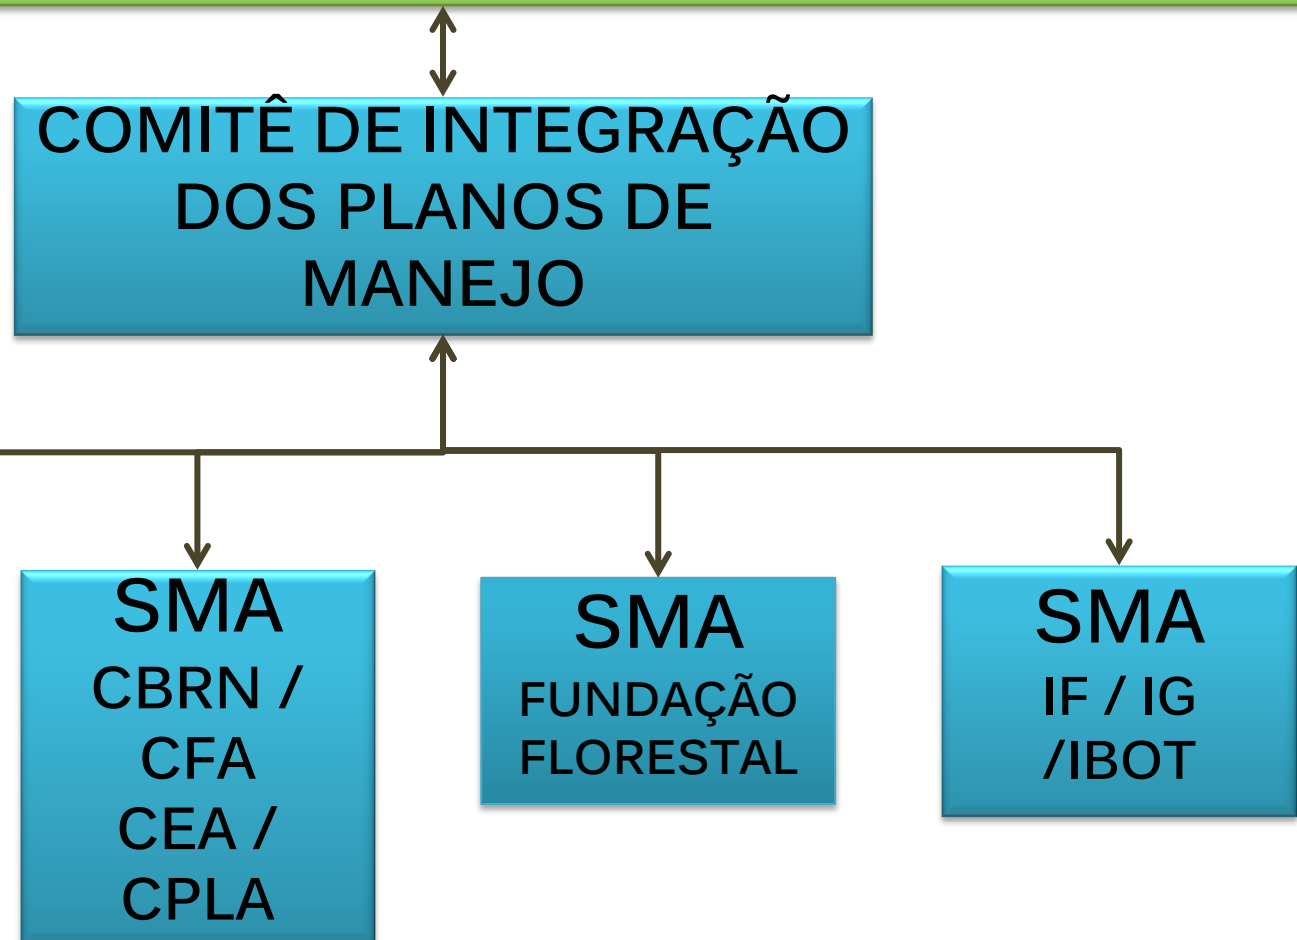 COMITÊ DE INTEGRAÇÃO
DOS PLANOS DE
MANEJO
SMA
CBRN /
CFA
CEA /
CPLA
SMA
FUNDAÇÃO
FLORESTAL
SMA
IF / IG
/IBOT